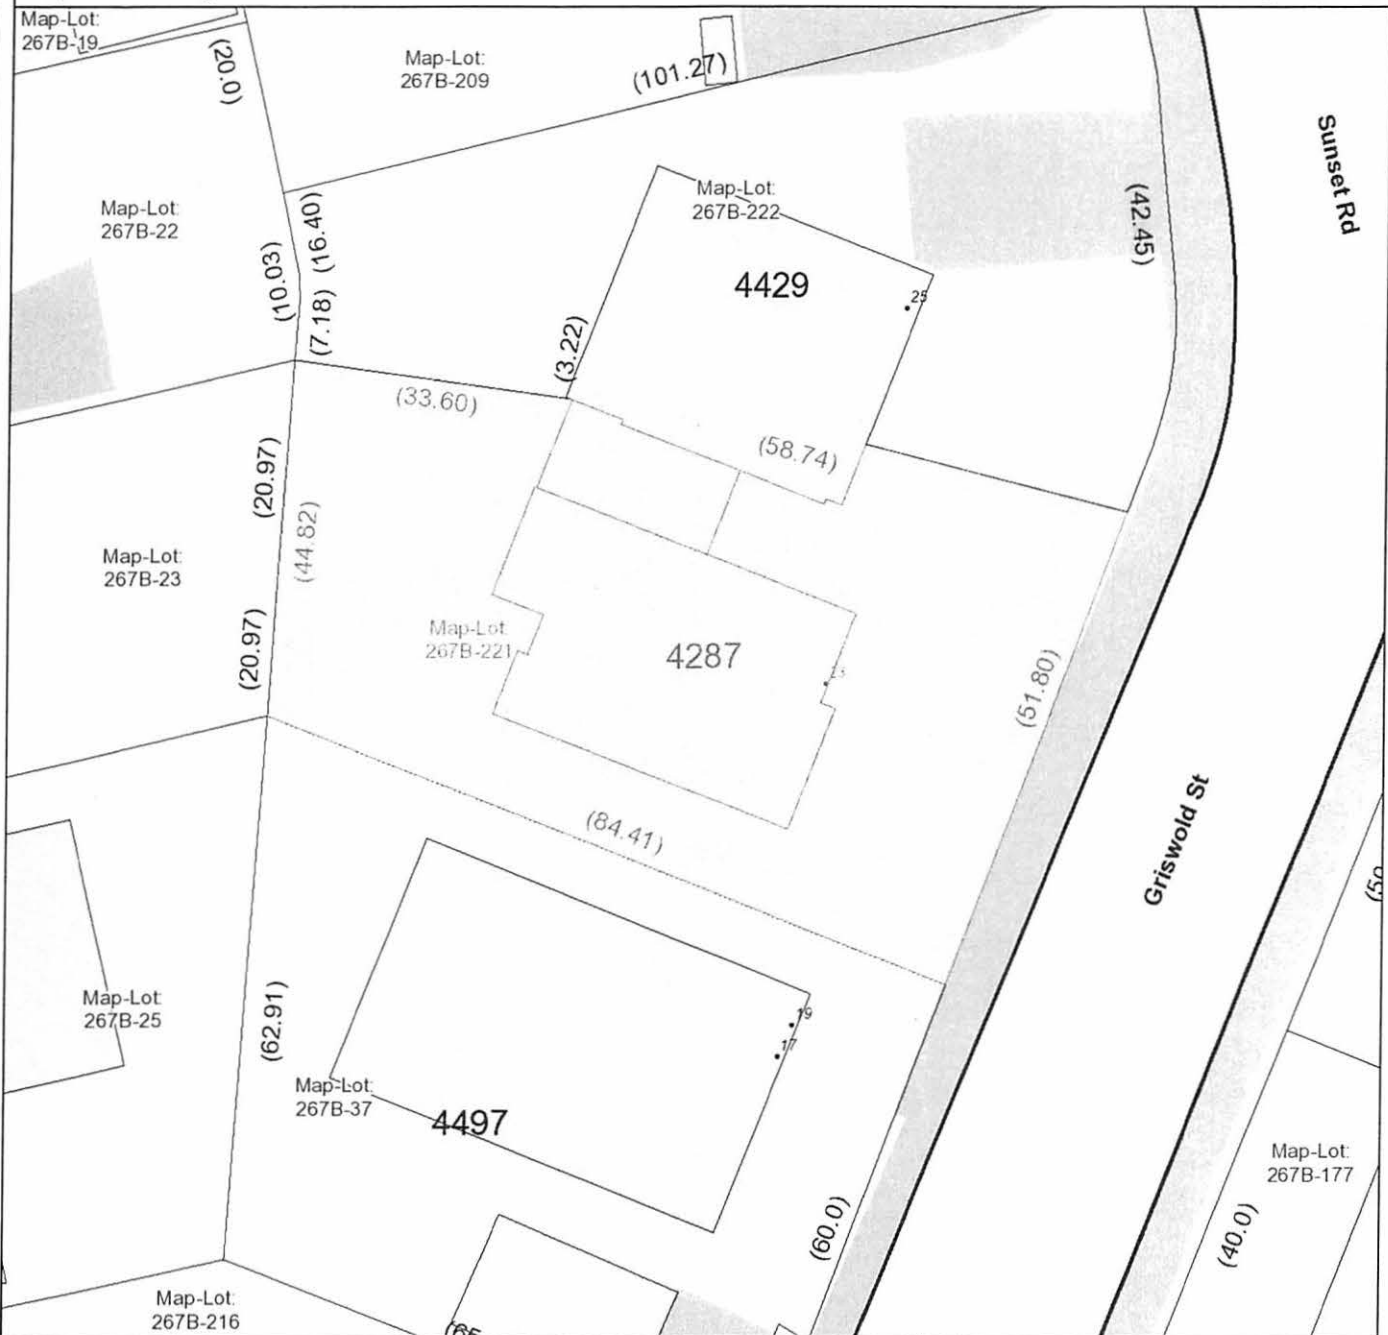 Map-Lot:
267B-19
(20.0)
Map-Lot:
267B-209
(101.27)
Sunset Rd
Map-Lot:
267B-22
Map-Lot:
267B-222
(42.45)
(16.40)
(10.03)
(7.18)
4429
25
(3.22)
(33.60)
(58.74)
(20.97)
(44.82)
Map-Lot:
267B-23
(20.97)
Map-Lot:
267B-221
4287
23
(51.80)
(84.41)
Griswold St
Map-Lot:
267B-25
(62.91)
19
17
Map-Lot:
267B-37
4497
Map-Lot:
267B-177
(60.0)
(40.0)
Map-Lot:
267B-216